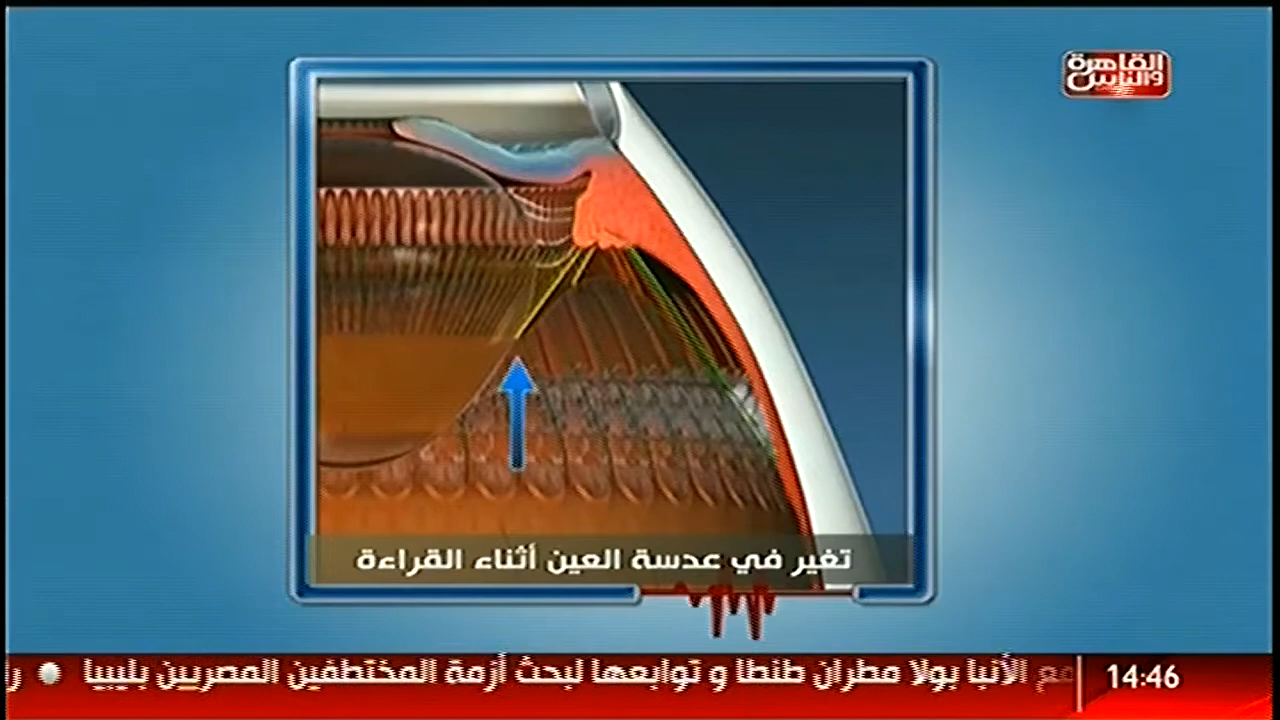 القاهرة
والناس
تغير في عدسة العين أثناء القراءة
مع الأنبا بولا مطران طنطا و توابعها لبحث أزمة المختطفين المصريين بليبيا
14:46